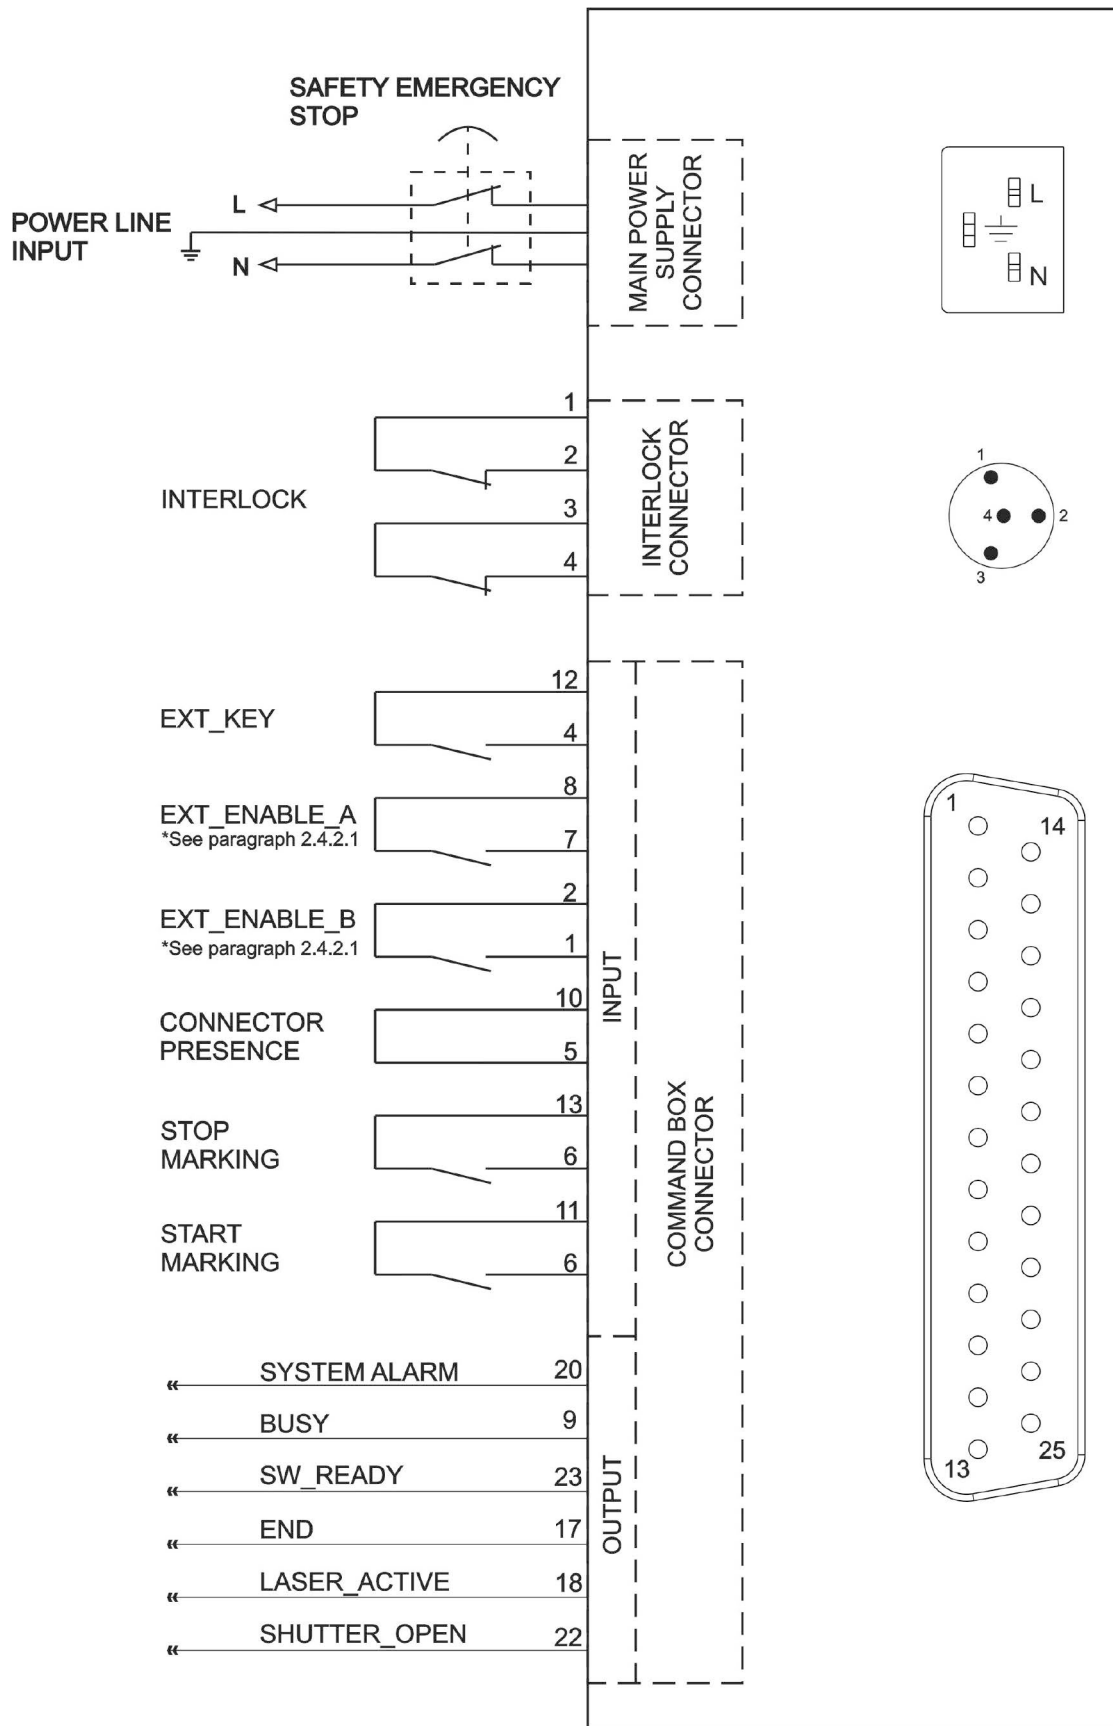 SAFETY EMERGENCY
STOP
POWER LINE
INPUT
L
N
MAIN POWER
SUPPLY
CONNECTOR
L
N
INTERLOCK
1
2
3
4
INTERLOCK
CONNECTOR
1
4
2
3
EXT_KEY
12
4
EXT_ENABLE_A
*See paragraph 2.4.2.1
8
7
EXT_ENABLE_B
*See paragraph 2.4.2.1
2
1
CONNECTOR
PRESENCE
10
5
STOP
MARKING
13
6
START
MARKING
11
6
INPUT
COMMAND BOX
CONNECTOR
SYSTEM ALARM 20
BUSY 9
SW_READY 23
END 17
LASER_ACTIVE 18
SHUTTER_OPEN 22
OUTPUT
1
14
13
25